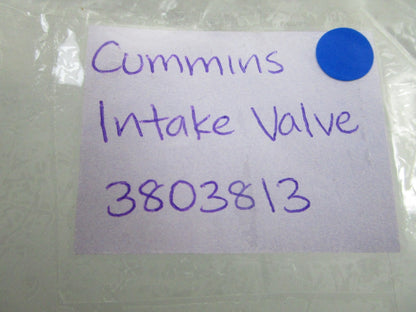 Cummins
Intake Valve
3803813